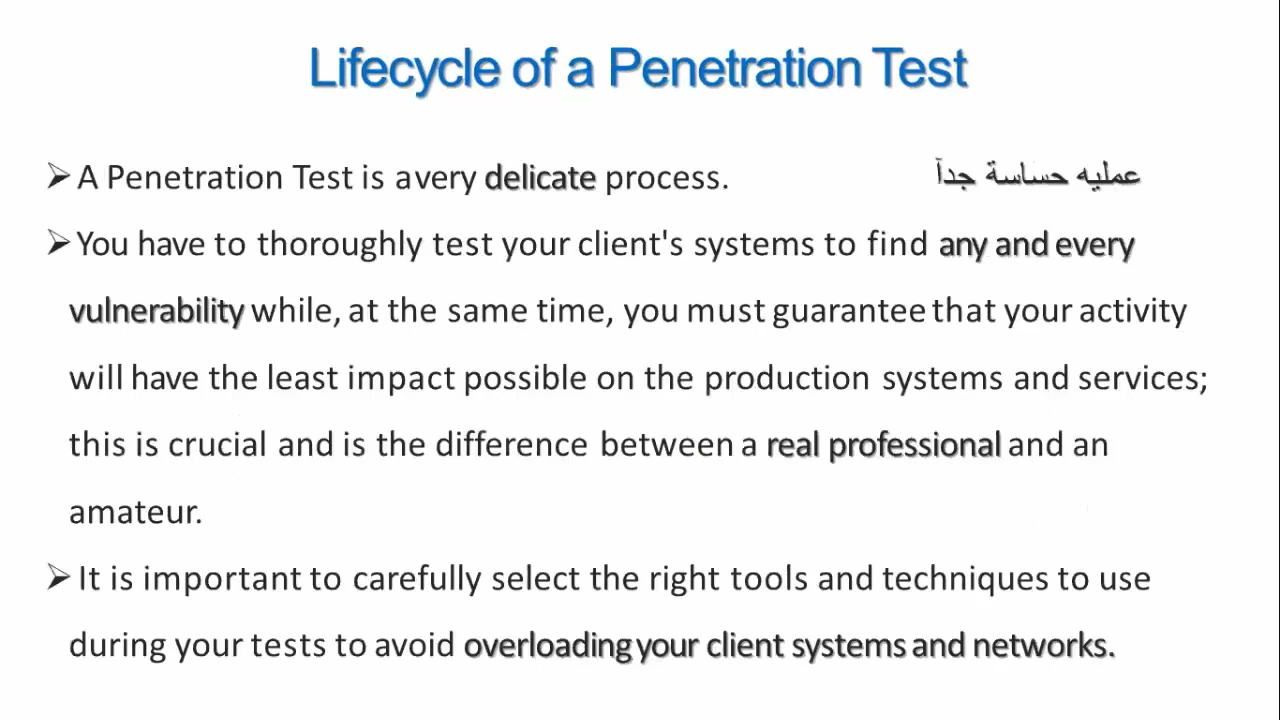 Lifecycle of a Penetration Test
➢A Penetration Test is avery delicate process. عمليه حساسة جداً
➢You have to thoroughly test your client's systems to find any and every
vulnerability while, at the same time, you must guarantee that your activity
will have the least impact possible on the production systems and services;
this is crucial and is the difference between a real professional and an
amateur.
➢It is important to carefully select the right tools and techniques to use
during your tests to avoid overloading your client systems and networks.